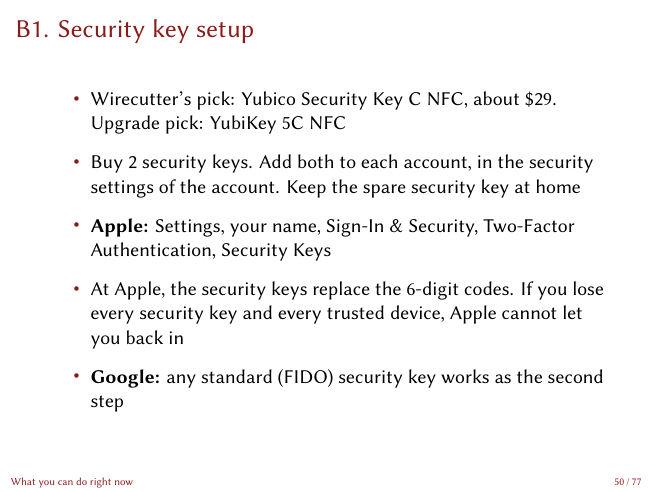 B1. Security key setup
• Wirecutter’s pick: Yubico Security Key C NFC, about $29.
Upgrade pick: YubiKey 5C NFC
• Buy 2 security keys. Add both to each account, in the security
settings of the account. Keep the spare security key at home
• Apple: Settings, your name, Sign-In & Security, Two-Factor
Authentication, Security Keys
• At Apple, the security keys replace the 6-digit codes. If you lose
every security key and every trusted device, Apple cannot let
you back in
• Google: any standard (FIDO) security key works as the second
step
What you can do right now
50 / 77